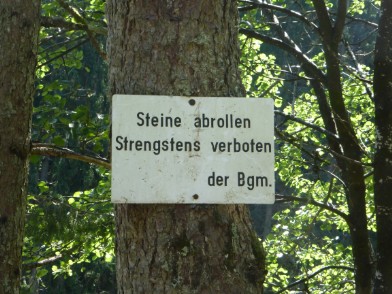 Steine abrollen
Strengstens verboten
der Bgm.